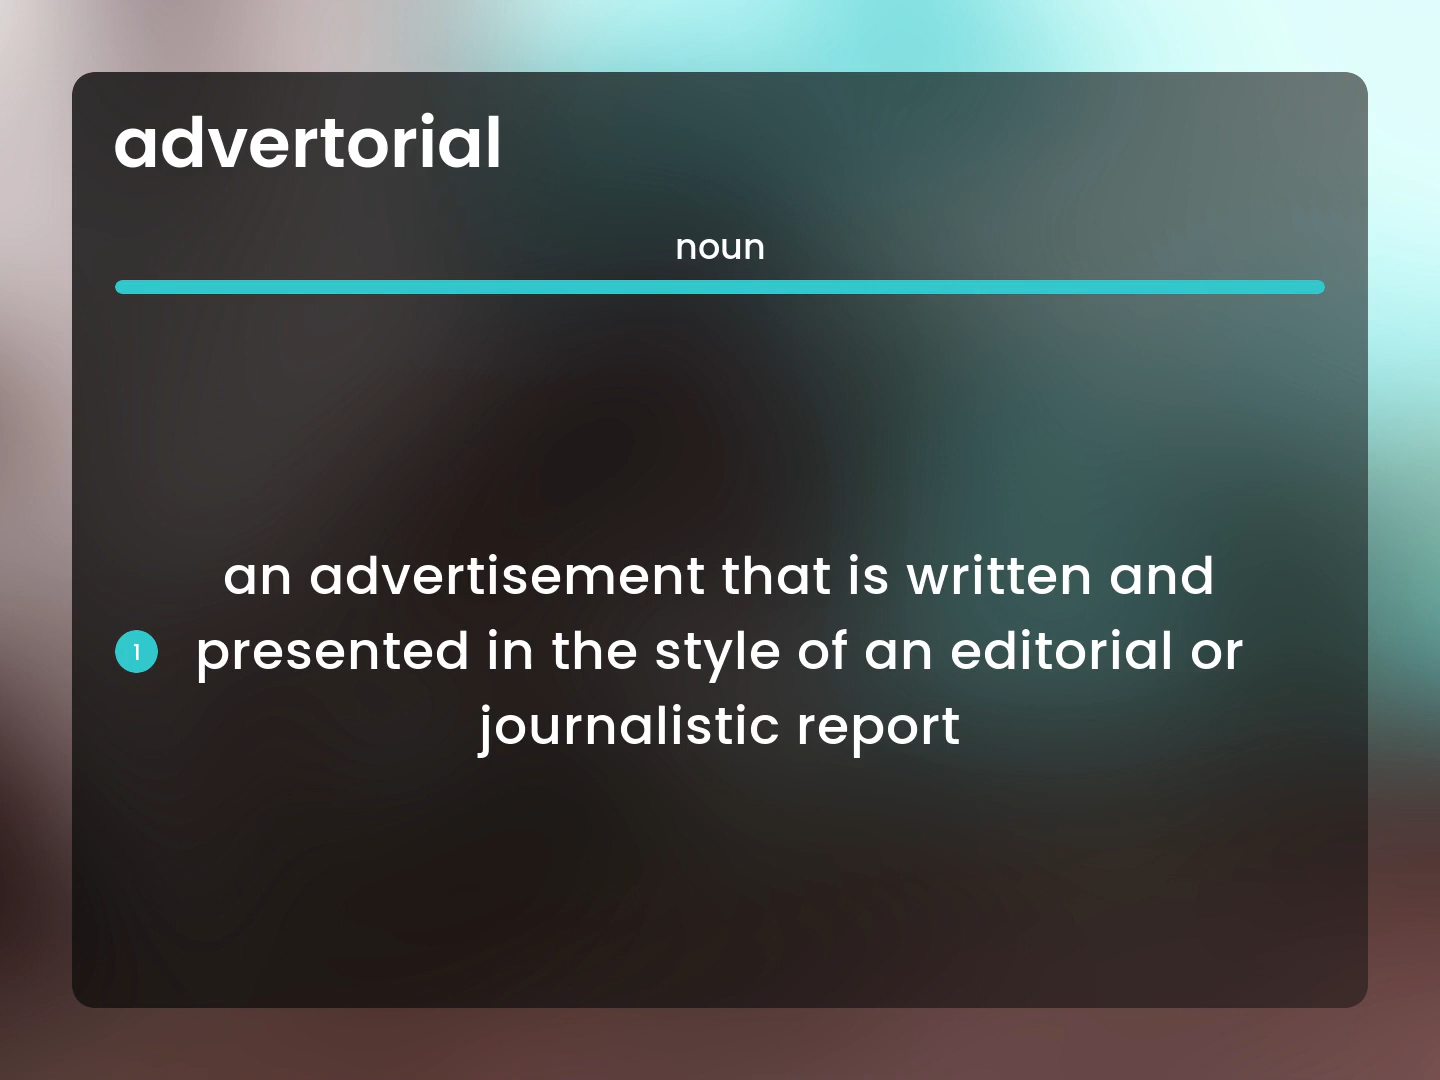 advertorial
noun
an advertisement that is written and
1 presented in the style of an editorial or
journalistic report